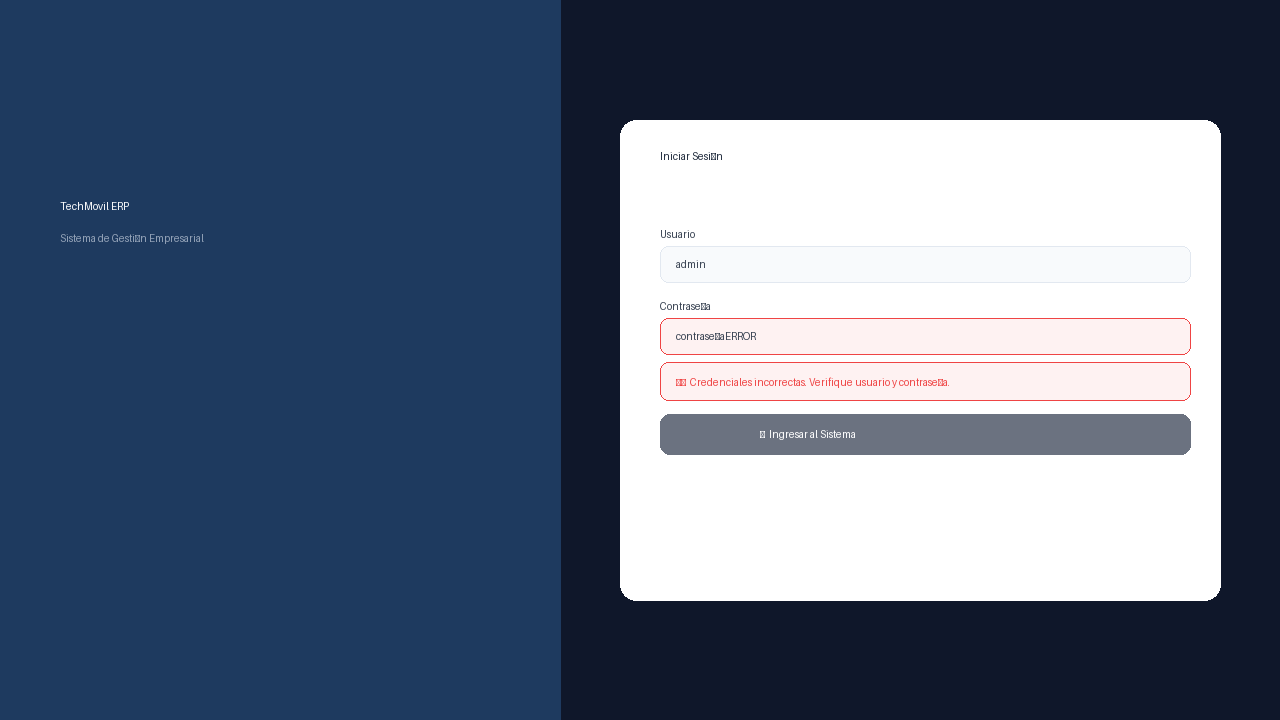 TechMovil ERP
Sistema de Gesti▯n Empresarial
Iniciar Sesi▯n
Usuario
admin
Contrase▯a
contrase▯aERROR
▯▯ Credenciales incorrectas. Verifique usuario y contrase▯a.
▯ Ingresar al Sistema